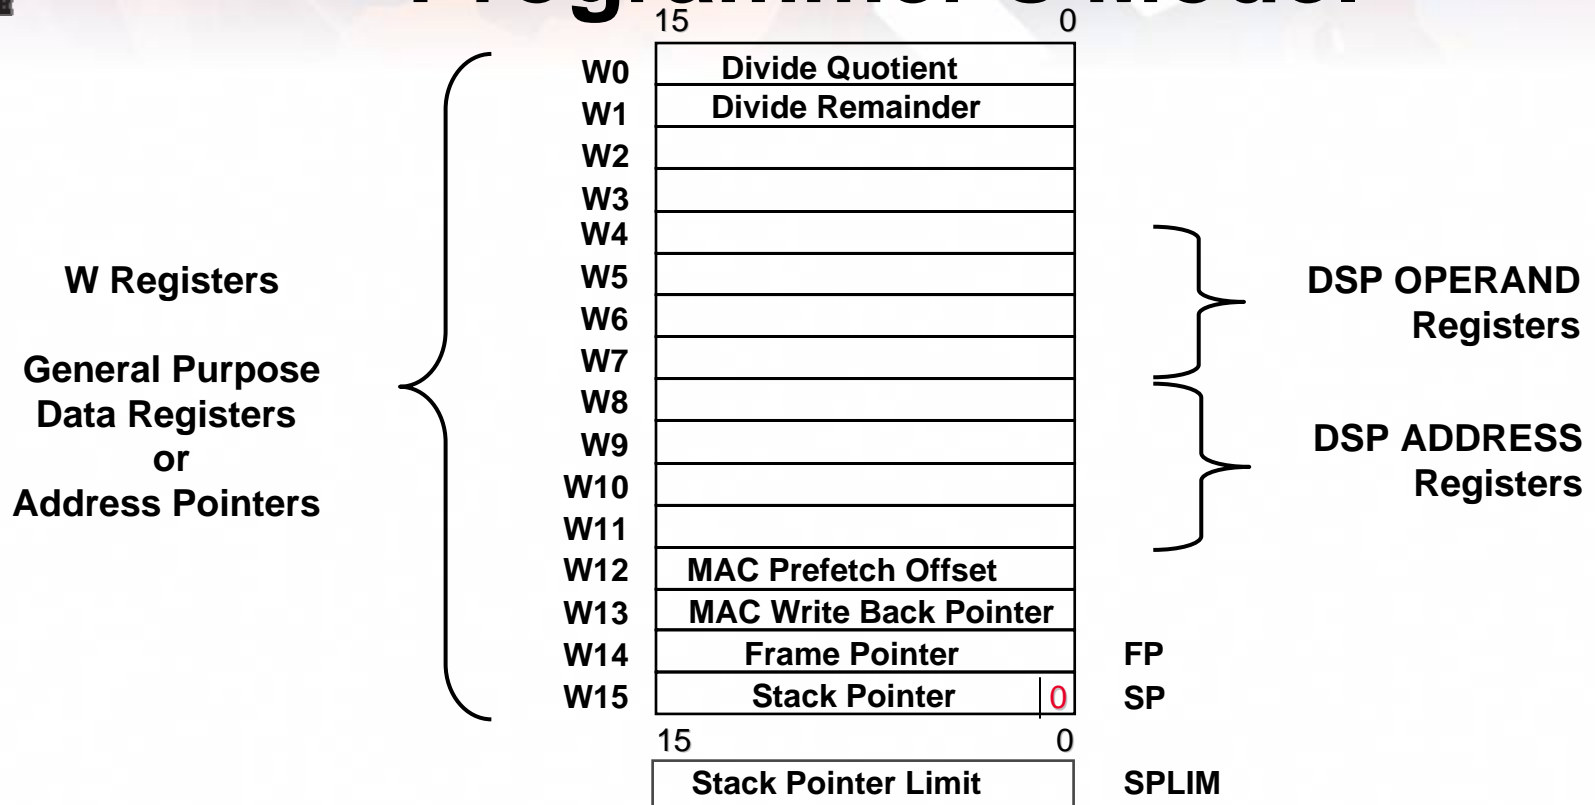 Programmer's Model
15 0
W0 Divide Quotient
W1 Divide Remainder
W2
W3
W4
W5
W6
W7
W8
W9
W10
W11
W12 MAC Prefetch Offset
W13 MAC Write Back Pointer
W14 Frame Pointer FP
W15 Stack Pointer 0 SP
15 0
Stack Pointer Limit SPLIM
W Registers
General Purpose
Data Registers
or
Address Pointers
DSP OPERAND
Registers
DSP ADDRESS
Registers